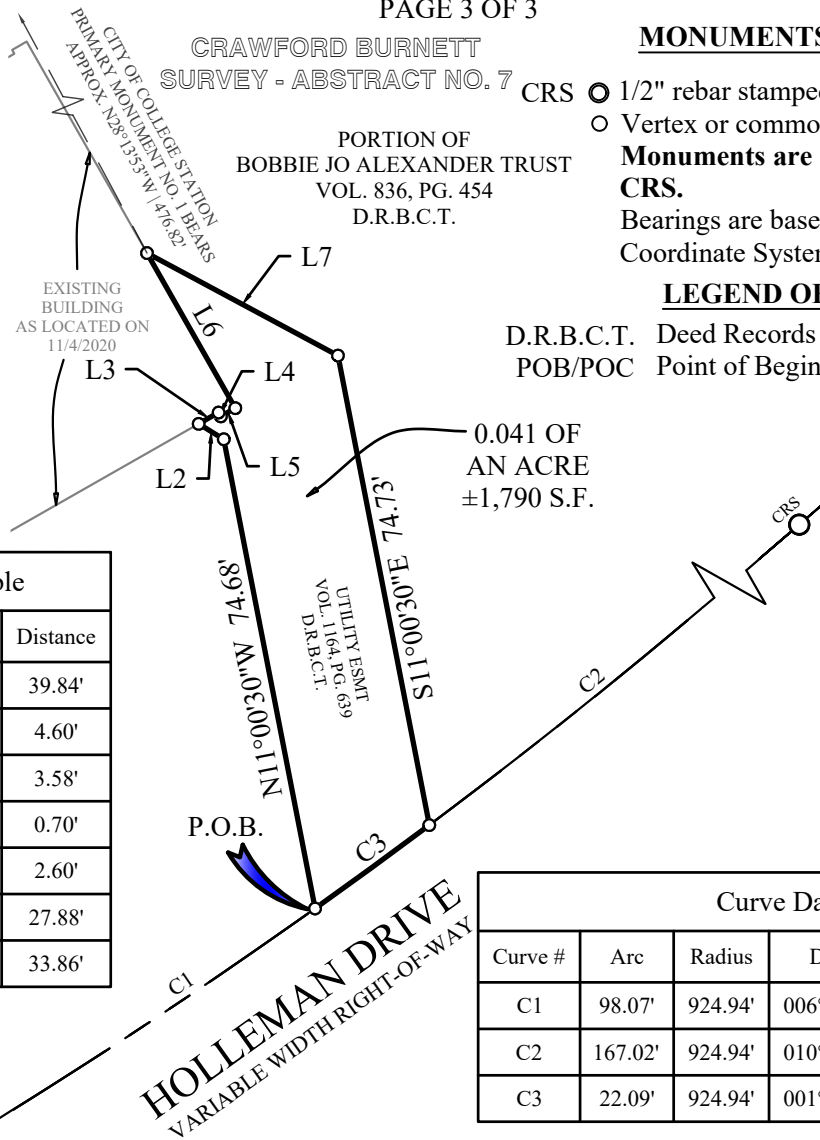 PAGE 3 OF 3
CRAWFORD BURNETT
SURVEY - ABSTRACT NO. 7
CITY OF COLLEGE STATION
PRIMARY MONUMENT NO. 1 BEARS
APPROX. N28°13'53"W | 476.82'
PORTION OF
BOBBIE JO ALEXANDER TRUST
VOL. 836, PG. 454
D.R.B.C.T.
MONUMENTS
CRS 1/2" rebar stamped
Vertex or commo
Monuments are
CRS.
Bearings are base
Coordinate System
LEGEND OF
D.R.B.C.T. Deed Records
POB/POC Point of Begin
L7
L6
EXISTING
BUILDING
AS LOCATED ON
11/4/2020
L3
L4
L2
L5
0.041 OF
AN ACRE
±1,790 S.F.
N11°00'30"W 74.68'
UTILITY ESMT
VOL. 1164, PG. 639
D.R.B.C.T.
S11°00'30"E 74.73'
CRS
C2
ble
Distance
39.84'
4.60'
3.58'
0.70'
2.60'
27.88'
33.86'
P.O.B.
C3
C1
HOLLEMAN DRIVE
VARIABLE WIDTH RIGHT-OF-WAY
Curve Da
Curve # Arc Radius D
C1 98.07' 924.94' 006°
C2 167.02' 924.94' 010°
C3 22.09' 924.94' 001°